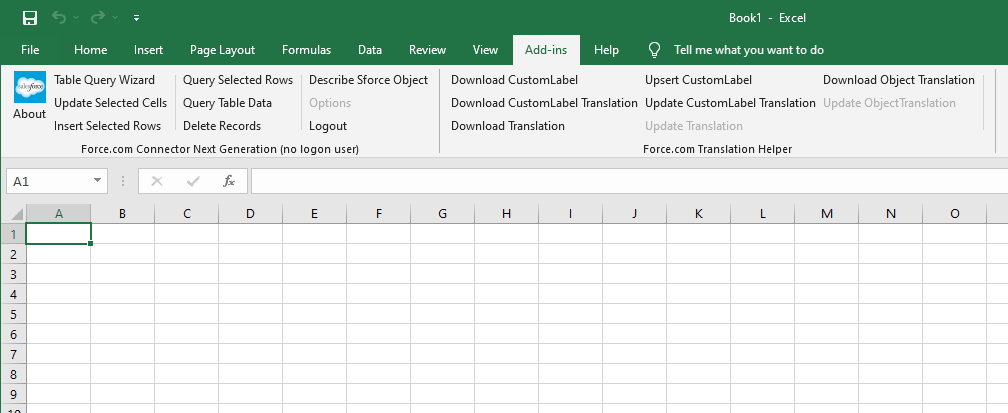 Book1 - Excel
File Home Insert Page Layout Formulas Data Review View Add-ins Help Tell me what you want to do
salesforce Table Query Wizard Query Selected Rows Describe Sforce Object Download CustomLabel Upsert CustomLabel Download Object Translation
About Update Selected Cells Query Table Data Options Download CustomLabel Translation Update CustomLabel Translation Update ObjectTranslation
Insert Selected Rows Delete Records Logout Download Translation Update Translation
Force.com Connector Next Generation (no logon user) Force.com Translation Helper
A1 fx
A B C D E F G H I J K L M N O
1
2
3
4
5
6
7
8
9
10